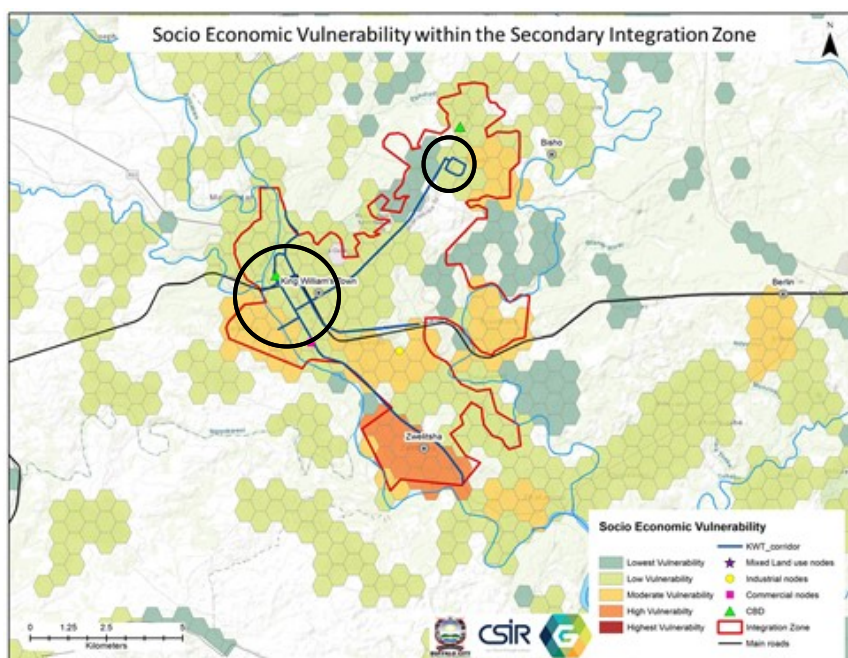 Socio Economic Vulnerability within the Secondary Integration Zone
N
Bisho
King William's Town
Berlin
Zwelitsha
Socio Economic Vulnerability
Lowest Vulnerability
Low Vulnerability
Moderate Vulnerability
High Vulnerability
Highest Vulnerability
KWT_corridor
Mixed Land use nodes
Industrial nodes
Commercial nodes
CBD
Integration Zone
Main roads
0 1.25 2.5 5
Kilometers
BUFFALO CITY
CSIR
G